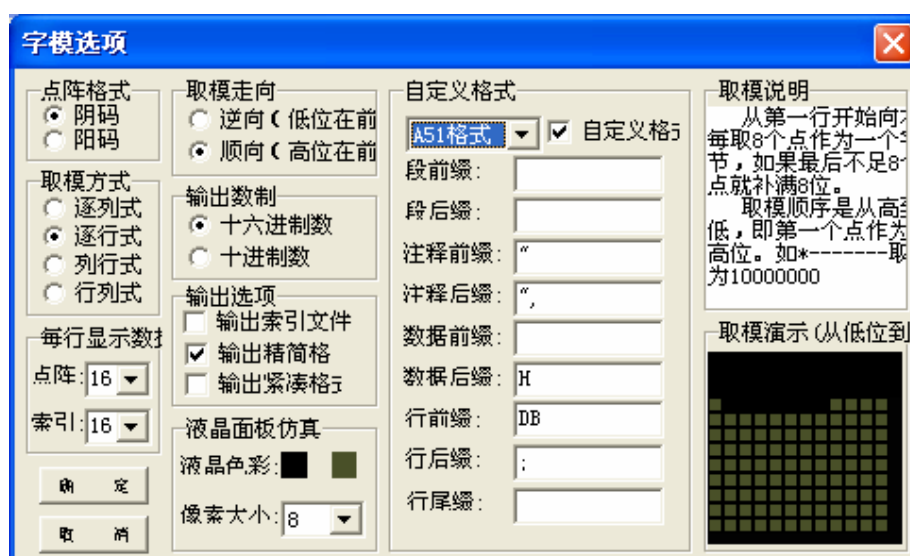 字模选项
点阵格式
阴码
阳码
取模方式
逐列式
逐行式
列行式
行列式
每行显示数
点阵:16
索引:16
确 定
取 消
取模走向
逆向(低位在前
顺向(高位在前
输出数制
十六进制数
十进制数
输出选项
输出索引文件
输出精简格
输出紧凑格
液晶面板仿真
液晶色彩:
像素大小:8
自定义格式
A51格式
自定义格
段前缀:
段后缀:
注释前缀: “
注释后缀: “,
数据前缀:
数据后缀: H
行前缀: DB
行后缀: ;
行尾缀:
取模说明
从第一行开始向
每取8个点作为一个
节,如果最后不足8
点就补满8位。
取模顺序是从高
低,即第一个点作为
高位。如*-------取
为10000000
取模演示(从低位到